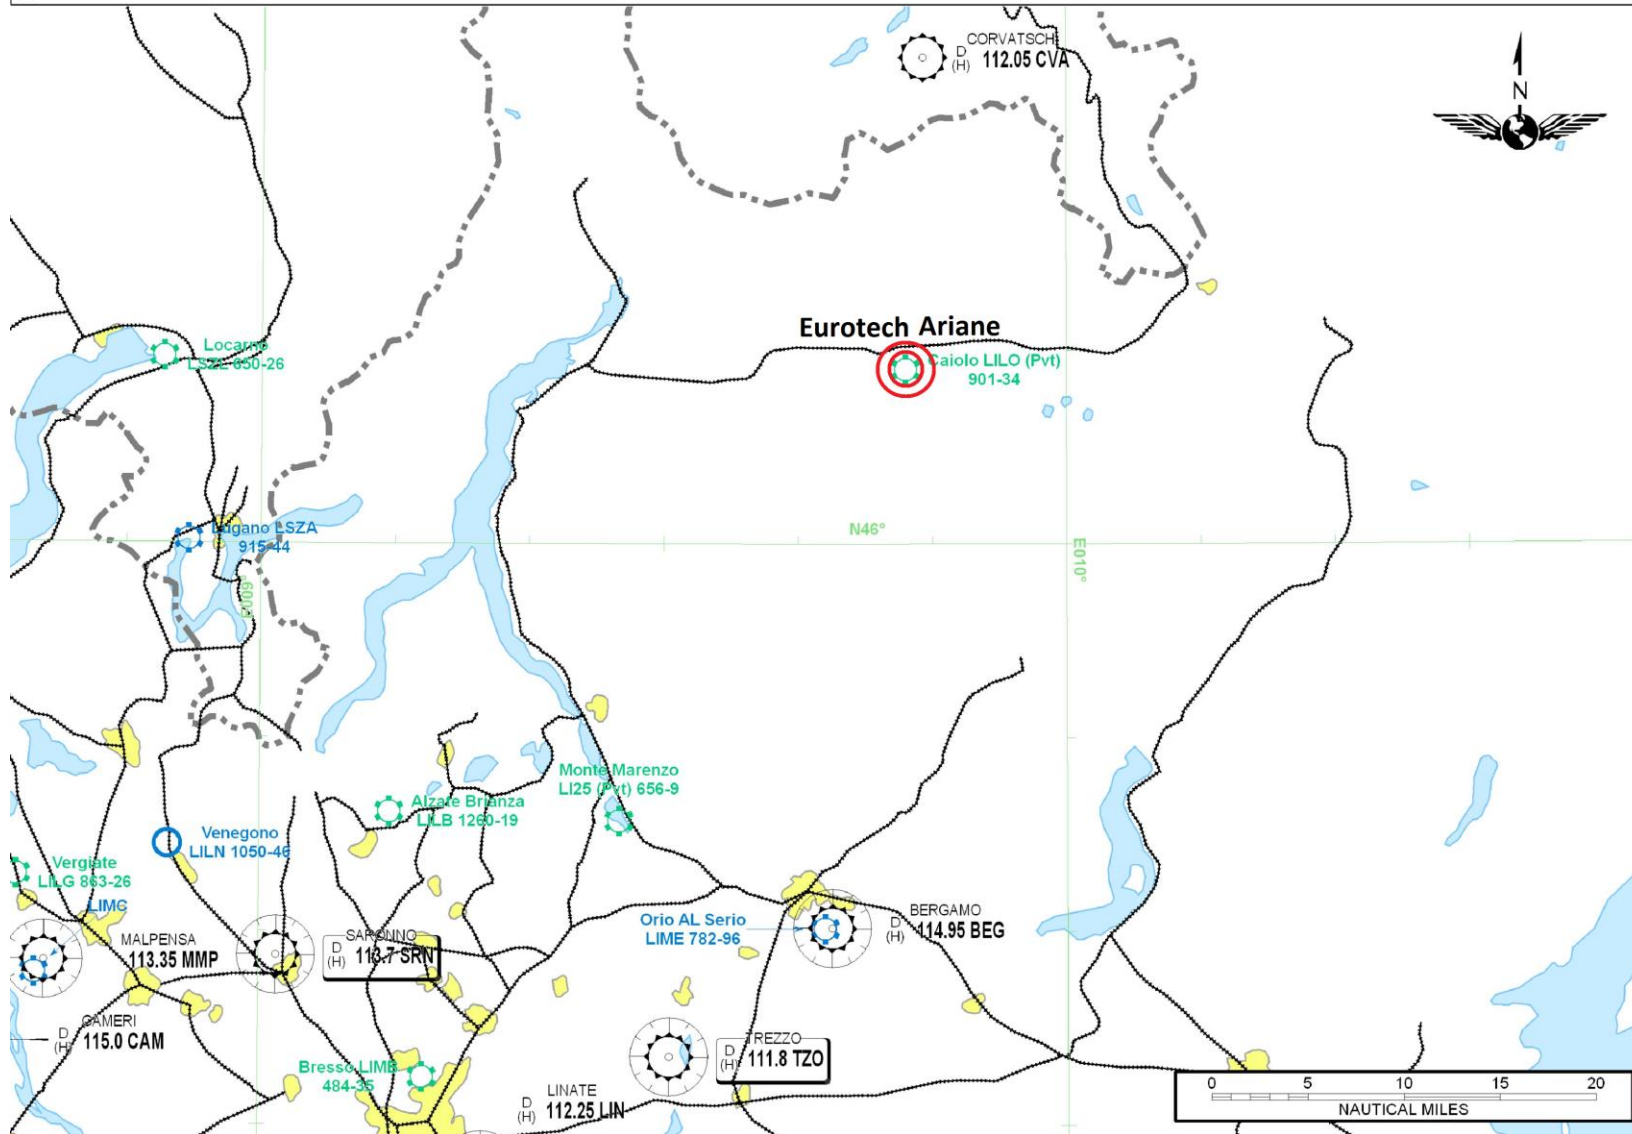 CORVATSCH
D
(H) 112.05 CVA
N
Eurotech Ariane
Locarno
LSZL 650-26
Caiolo LILO (Pvt)
901-34
N46°
Lugano LSZA
915-44
E009°
E010°
Monte Marenzo
LI25 (Pvt) 656-9
Alzate Brianza
LILB 1260-19
Venegono
LILN 1050-46
Vergiate
LILG 863-26
LIMC
MALPENSA
113.35 MMP
SARONNO
D
(H) 113.7 SRN
Orio AL Serio
LIME 782-96
BERGAMO
D
(H) 114.95 BEG
CAMERI
D
(H) 115.0 CAM
Bresso LIMB
484-35
TREZZO
D
(H) 111.8 TZO
LINATE
D
(H) 112.25 LIN
0 5 10 15 20
NAUTICAL MILES